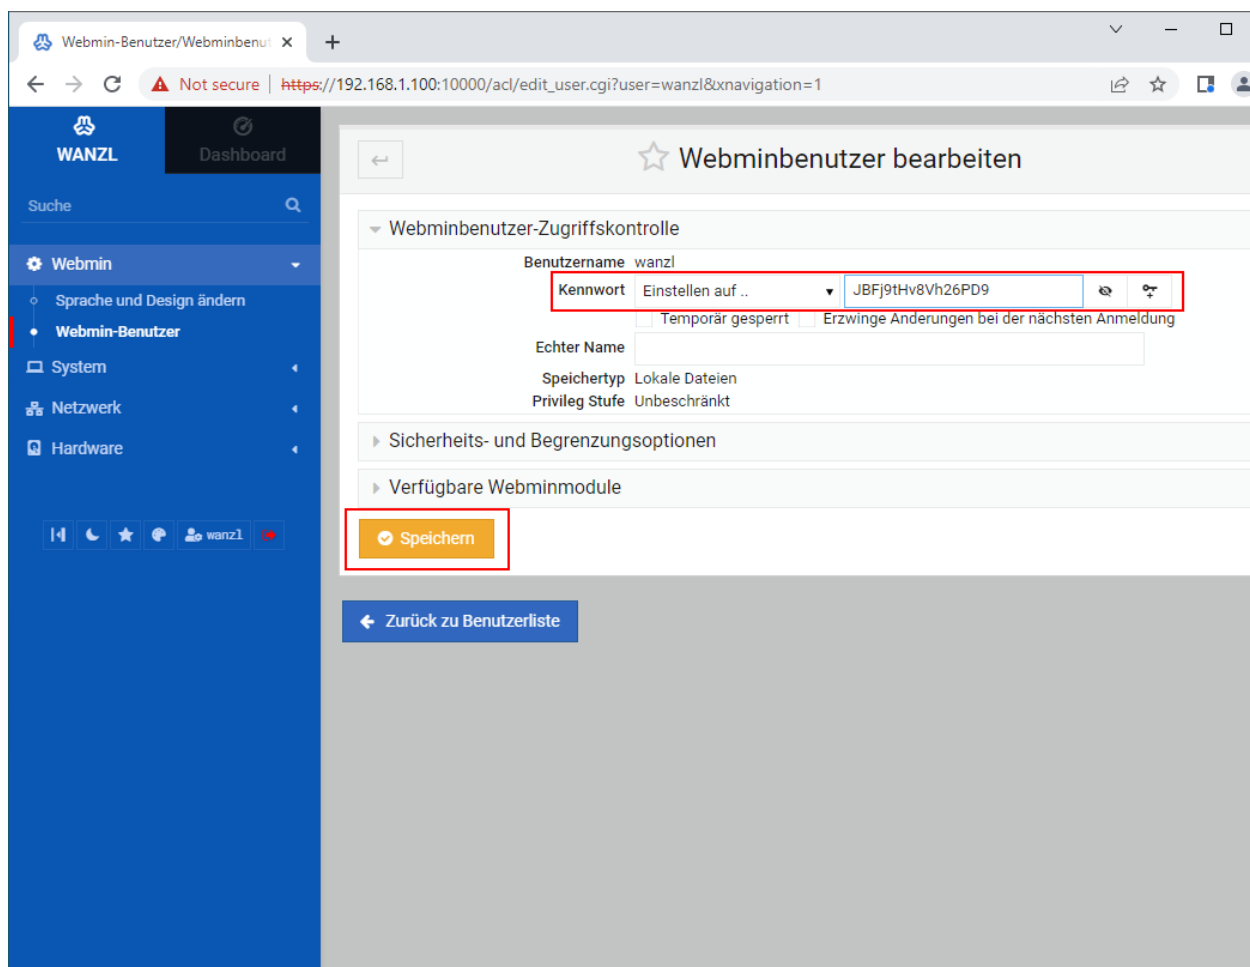 Webmin-Benutzer/Webminbenut
Not secure | https://192.168.1.100:10000/acl/edit_user.cgi?user=wanzl&xnavigation=1
WANZL
Dashboard
Suche
Webmin
Sprache und Design ändern
Webmin-Benutzer
System
Netzwerk
Hardware
wanzl
Webminbenutzer bearbeiten
Webminbenutzer-Zugriffskontrolle
Benutzername wanzl
Kennwort Einstellen auf .. JBFj9tHv8Vh26PD9
Temporär gesperrt Erzwinge Änderungen bei der nächsten Anmeldung
Echter Name
Speichertyp Lokale Dateien
Privileg Stufe Unbeschränkt
Sicherheits- und Begrenzungsoptionen
Verfügbare Webminmodule
Speichern
Zurück zu Benutzerliste